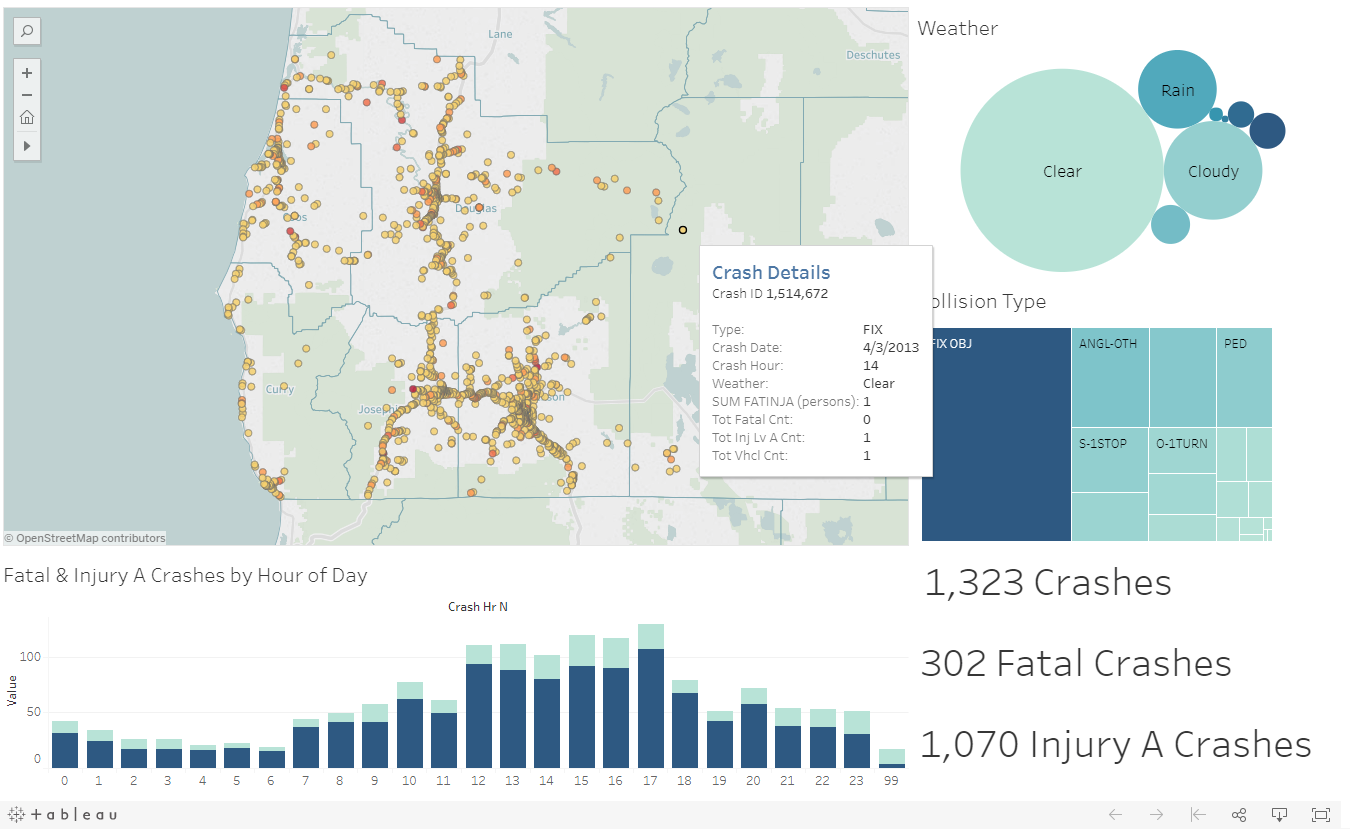 Lane
Deschutes
Douglas
Curry
© OpenStreetMap contributors
Crash Details
Crash ID 1,514,672
Type: FIX
Crash Date: 4/3/2013
Crash Hour: 14
Weather: Clear
SUM FATINJA (persons): 1
Tot Fatal Cnt: 0
Tot Inj Lv A Cnt: 1
Tot Vhcl Cnt: 1
Weather
Clear
Rain
Cloudy
ollision Type
FIX OBJ
ANGL-OTH
PED
S-1STOP
O-1TURN
1,323 Crashes
302 Fatal Crashes
1,070 Injury A Crashes
Fatal & Injury A Crashes by Hour of Day
Crash Hr N
Value
100
50
0
0 1 2 3 4 5 6 7 8 9 10 11 12 13 14 15 16 17 18 19 20 21 22 23 99
+ableau